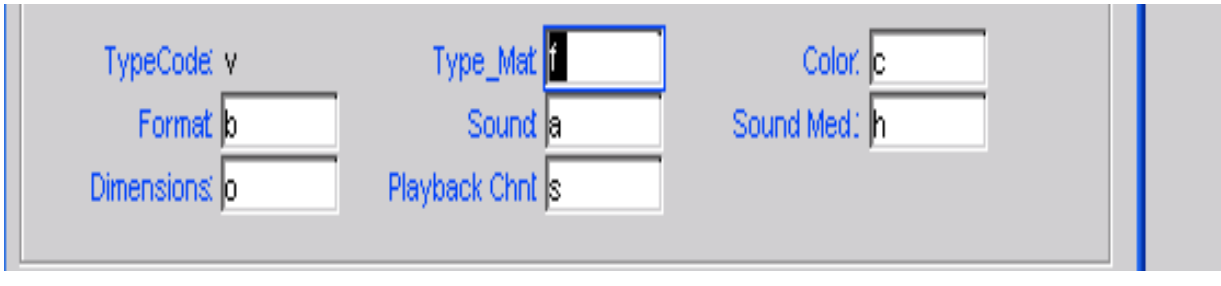 TypeCode: v Type_Mat: f Color: c
Format: b Sound: a Sound Med.: h
Dimensions: o Playback Chnl: s